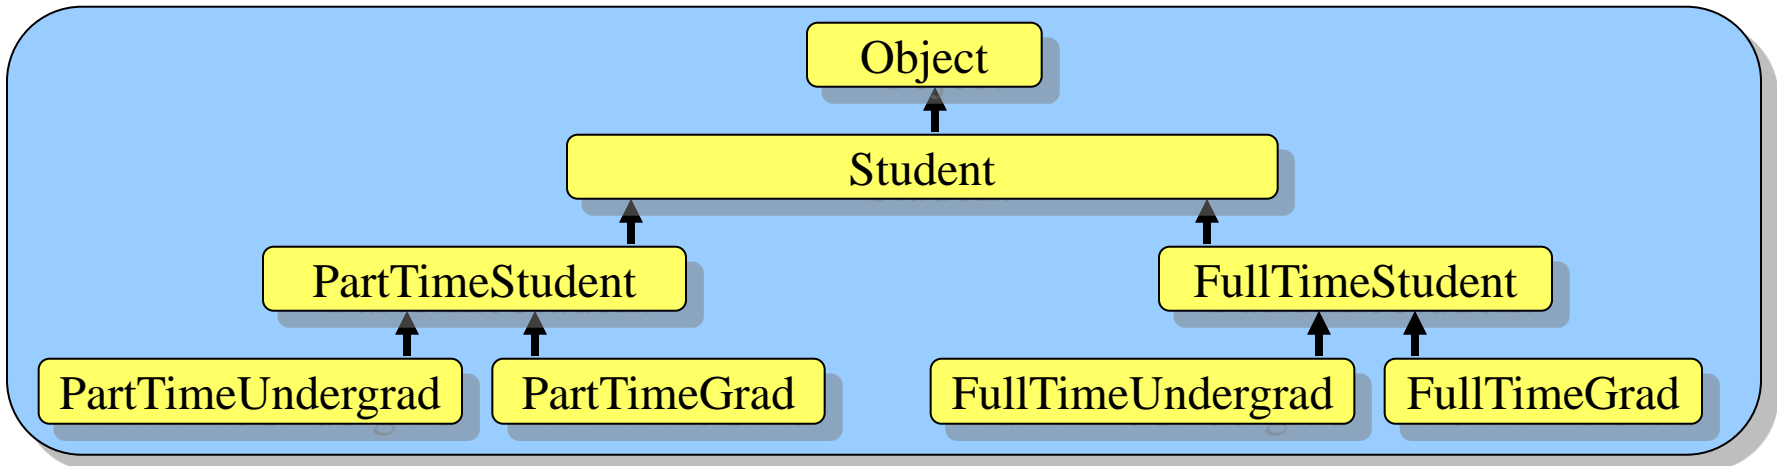 Object
Student
PartTimeStudent
FullTimeStudent
PartTimeUndergrad
PartTimeGrad
FullTimeUndergrad
FullTimeGrad